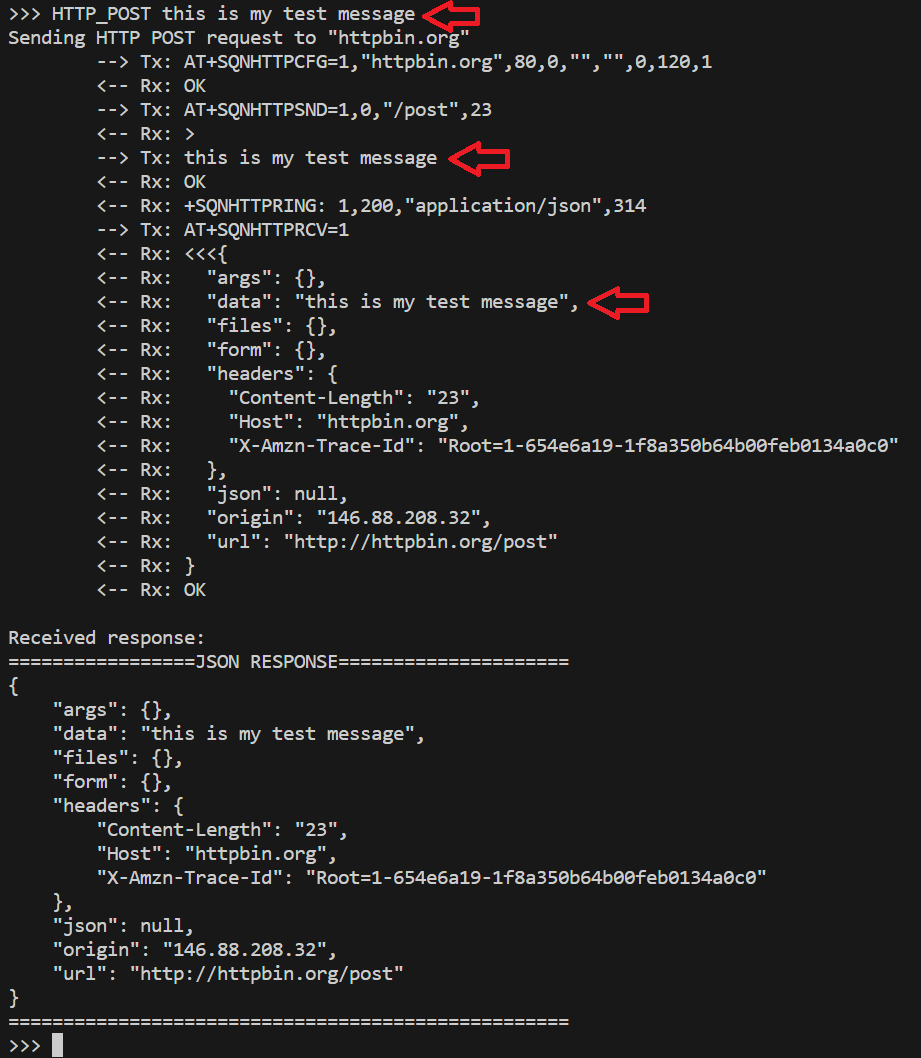 >>> HTTP_POST this is my test message
Sending HTTP POST request to "httpbin.org"
        --> Tx: AT+SQNHTTPCFG=1,"httpbin.org",80,0,"","",0,120,1
        <-- Rx: OK
        --> Tx: AT+SQNHTTPSND=1,0,"/post",23
        <-- Rx: >
        --> Tx: this is my test message
        <-- Rx: OK
        <-- Rx: +SQNHTTPRING: 1,200,"application/json",314
        --> Tx: AT+SQNHTTPRCV=1
        <-- Rx: <<<{
        <-- Rx:   "args": {},
        <-- Rx:   "data": "this is my test message",
        <-- Rx:   "files": {},
        <-- Rx:   "form": {},
        <-- Rx:   "headers": {
        <-- Rx:     "Content-Length": "23",
        <-- Rx:     "Host": "httpbin.org",
        <-- Rx:     "X-Amzn-Trace-Id": "Root=1-654e6a19-1f8a350b64b00feb0134a0c0"
        <-- Rx:   },
        <-- Rx:   "json": null,
        <-- Rx:   "origin": "146.88.208.32",
        <-- Rx:   "url": "http://httpbin.org/post"
        <-- Rx: }
        <-- Rx: OK

Received response:
=================JSON RESPONSE=====================
{
    "args": {},
    "data": "this is my test message",
    "files": {},
    "form": {},
    "headers": {
        "Content-Length": "23",
        "Host": "httpbin.org",
        "X-Amzn-Trace-Id": "Root=1-654e6a19-1f8a350b64b00feb0134a0c0"
    },
    "json": null,
    "origin": "146.88.208.32",
    "url": "http://httpbin.org/post"
}
===================================================
>>>